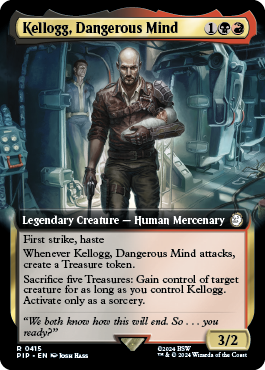 Kellogg, Dangerous Mind 1
Legendary Creature — Human Mercenary
First strike, haste
Whenever Kellogg, Dangerous Mind attacks,
create a Treasure token.
Sacrifice five Treasures: Gain control of target
creature for as long as you control Kellogg.
Activate only as a sorcery.
"We both know how this will end. So . . . you
ready?"
3/2
R 0415
PIP • EN Josh Hass
©2024 BSW
™ & © 2024 Wizards of the Coast